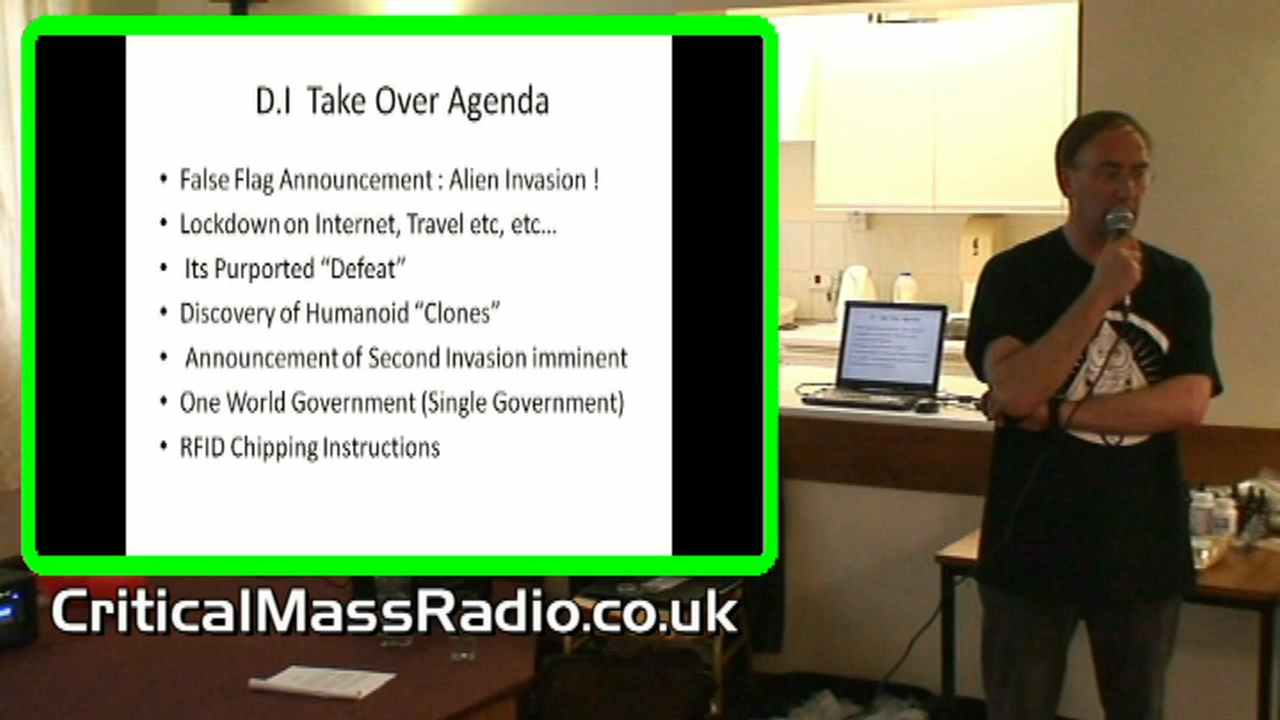 D.I Take Over Agenda
• False Flag Announcement : Alien Invasion !
• Lockdown on Internet, Travel etc, etc...
• Its Purported “Defeat”
• Discovery of Humanoid “Clones”
• Announcement of Second Invasion imminent
• One World Government (Single Government)
• RFID Chipping Instructions
CriticalMassRadio.co.uk